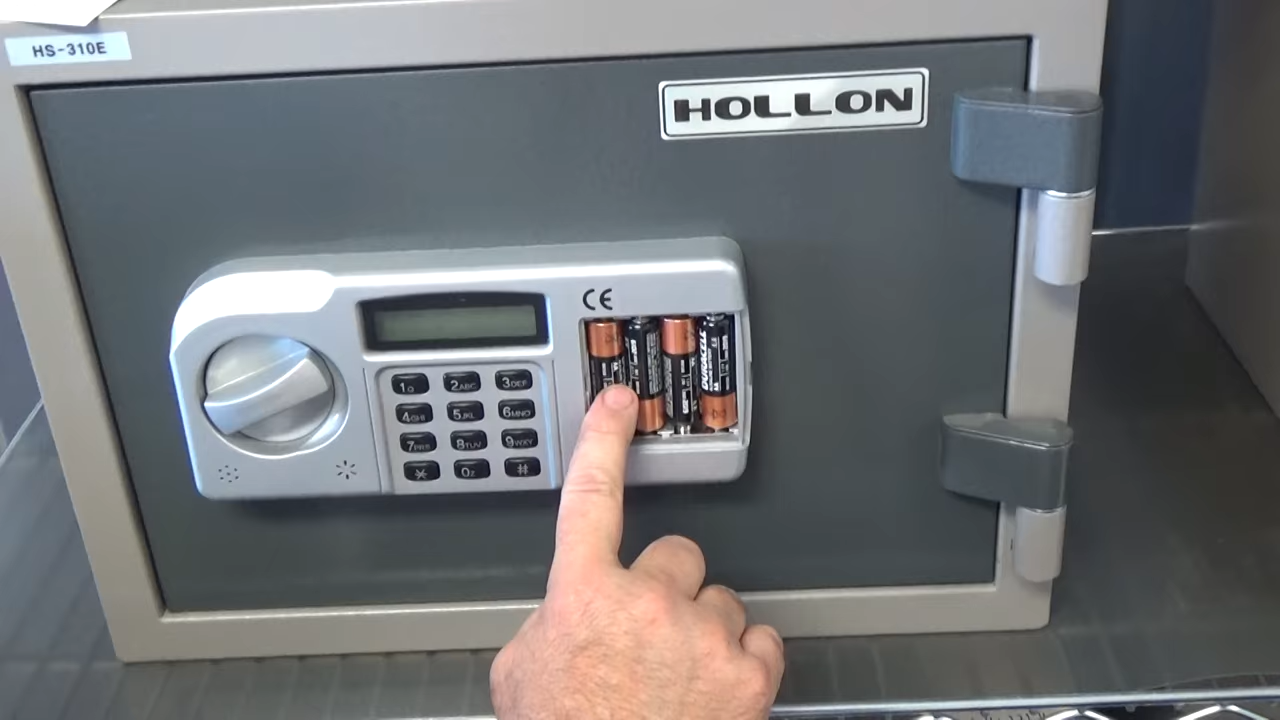 HS-310E
HOLLON
CE
1
2ABC
3DEF
4GHI
5JKL
6MNO
7PRS
8TUV
9WXY
*
0
#
DURACELL